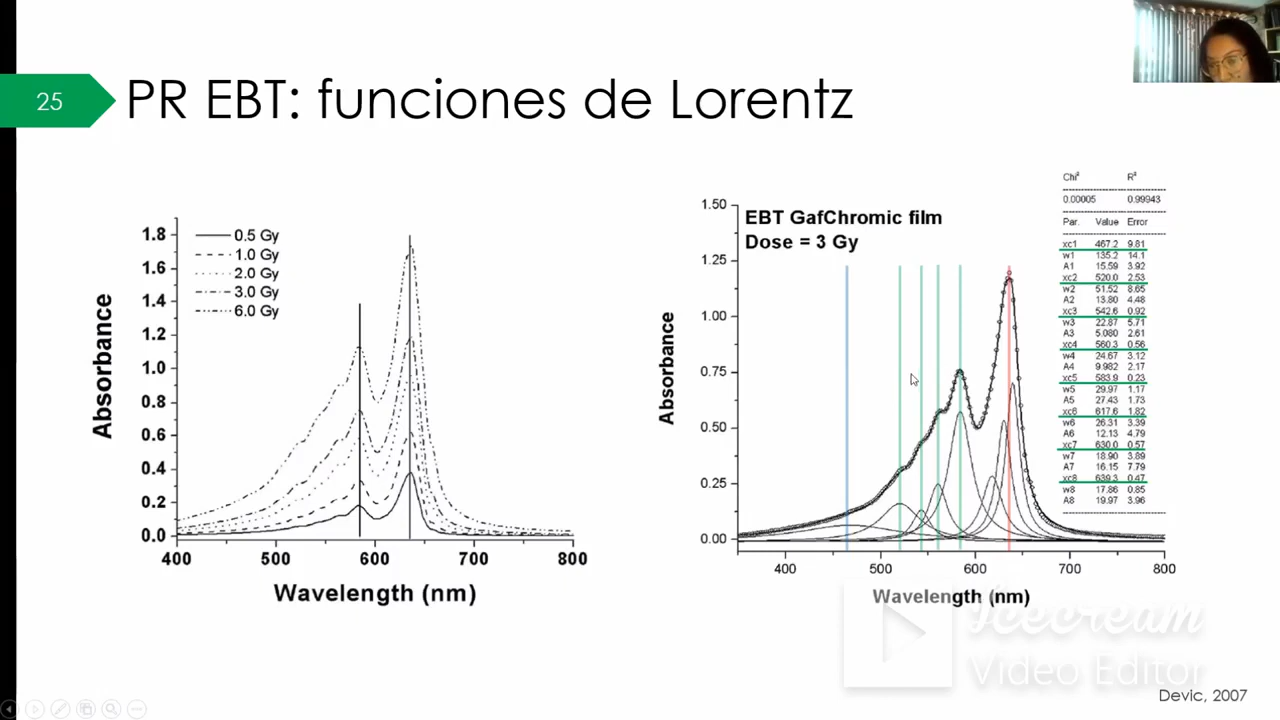 25
PR EBT: funciones de Lorentz
Absorbance
1.8
1.6
1.4
1.2
1.0
0.8
0.6
0.4
0.2
0.0
0.5 Gy
1.0 Gy
2.0 Gy
3.0 Gy
6.0 Gy
400 500 600 700 800
Wavelength (nm)
Absorbance
1.50
1.25
1.00
0.75
0.50
0.25
0.00
EBT GafChromic film
Dose = 3 Gy
400 500 600 700 800
Wavelength (nm)
Chi² R²
0.00005 0.99943
Par. Value Error
xc1 467.2 9.81
w1 135.2 14.1
A1 15.59 3.92
xc2 520.0 2.53
w2 51.52 8.65
A2 13.80 4.48
xc3 542.6 0.92
w3 22.87 5.71
A3 5.080 2.61
xc4 560.3 0.56
w4 24.67 3.12
A4 9.982 2.17
xc5 583.9 0.23
w5 29.97 1.17
A5 27.43 1.73
xc6 617.6 1.82
w6 26.31 3.39
A6 12.13 4.79
xc7 630.0 0.57
w7 18.90 3.89
A7 16.15 7.79
xc8 639.3 0.47
w8 17.86 0.85
A8 19.97 3.96
Icecream
Video Editor
Devic, 2007